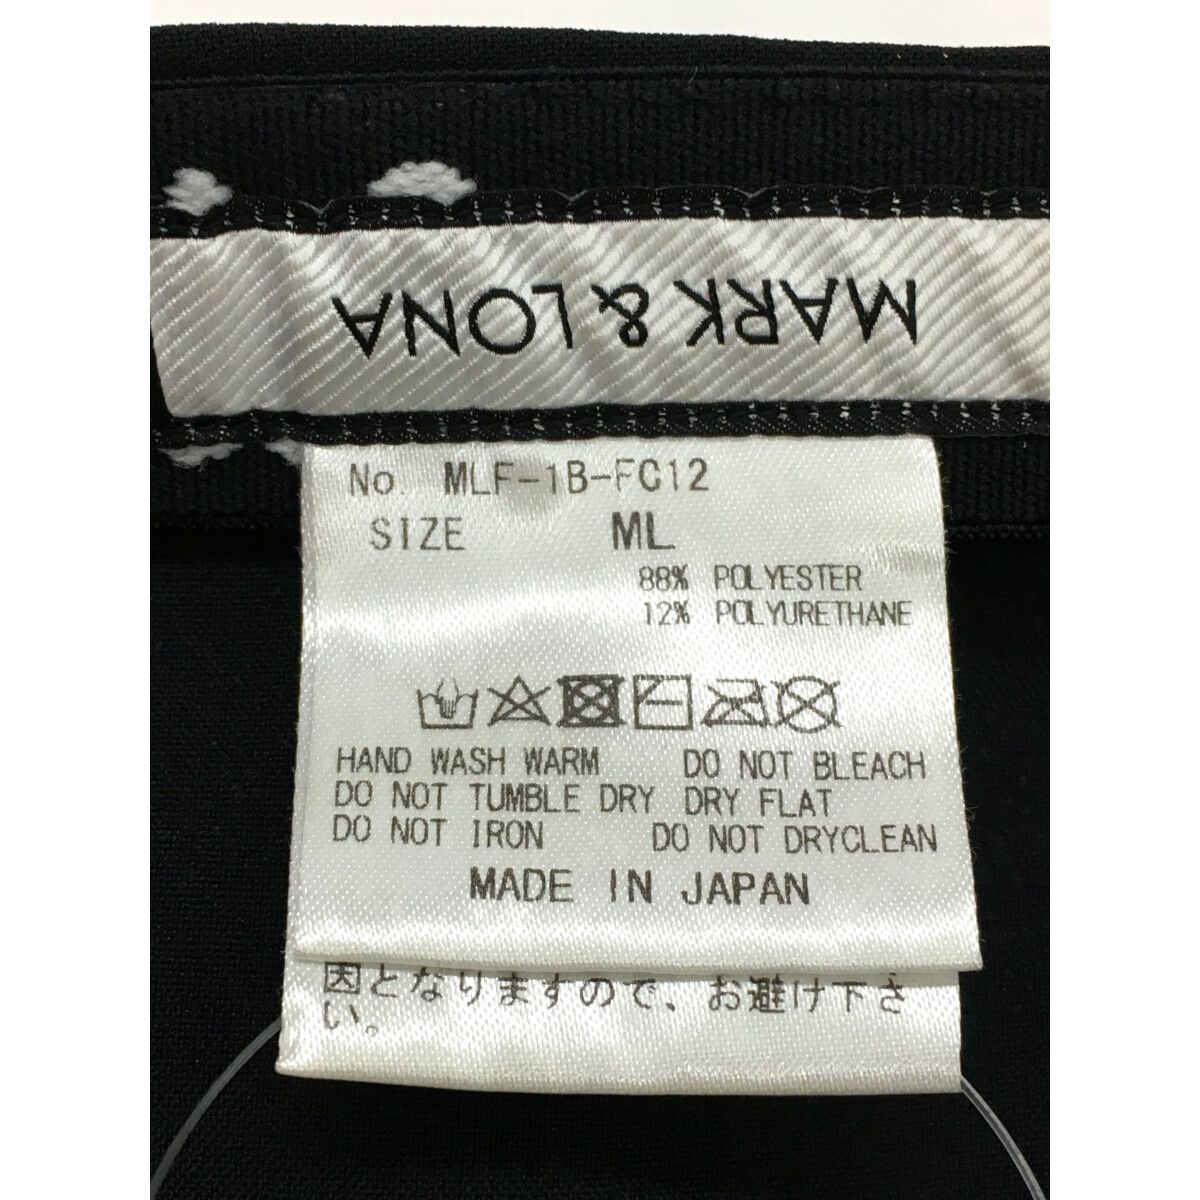 MARK & LONA
No. MLF-1B-FC12
SIZE ML
88% POLYESTER
12% POLYURETHANE
HAND WASH WARM DO NOT BLEACH
DO NOT TUMBLE DRY DRY FLAT
DO NOT IRON DO NOT DRYCLEAN
MADE IN JAPAN
因となりますので、お避け下さ
い。